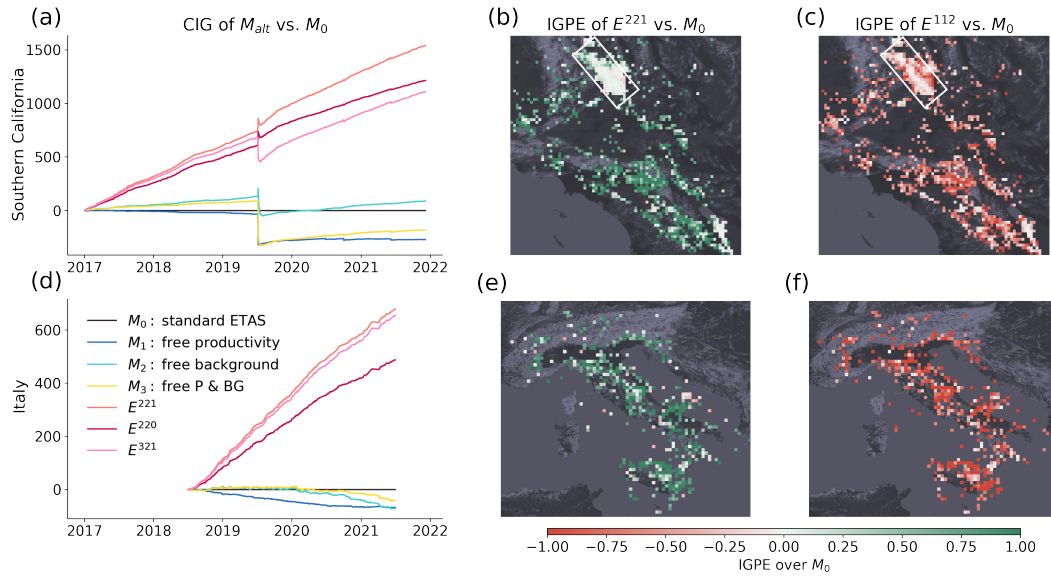 (a)
CIG of M_alt vs. M_0
Southern California
1500
1000
500
0
2017 2018 2019 2020 2021 2022
(b)
IGPE of E^221 vs. M_0
(c)
IGPE of E^112 vs. M_0
(d)
Italy
600
400
200
0
M_0 : standard ETAS
M_1 : free productivity
M_2 : free background
M_3 : free P & BG
E^221
E^220
E^321
2017 2018 2019 2020 2021 2022
(e)
(f)
−1.00 −0.75 −0.50 −0.25 0.00 0.25 0.50 0.75 1.00
IGPE over M_0